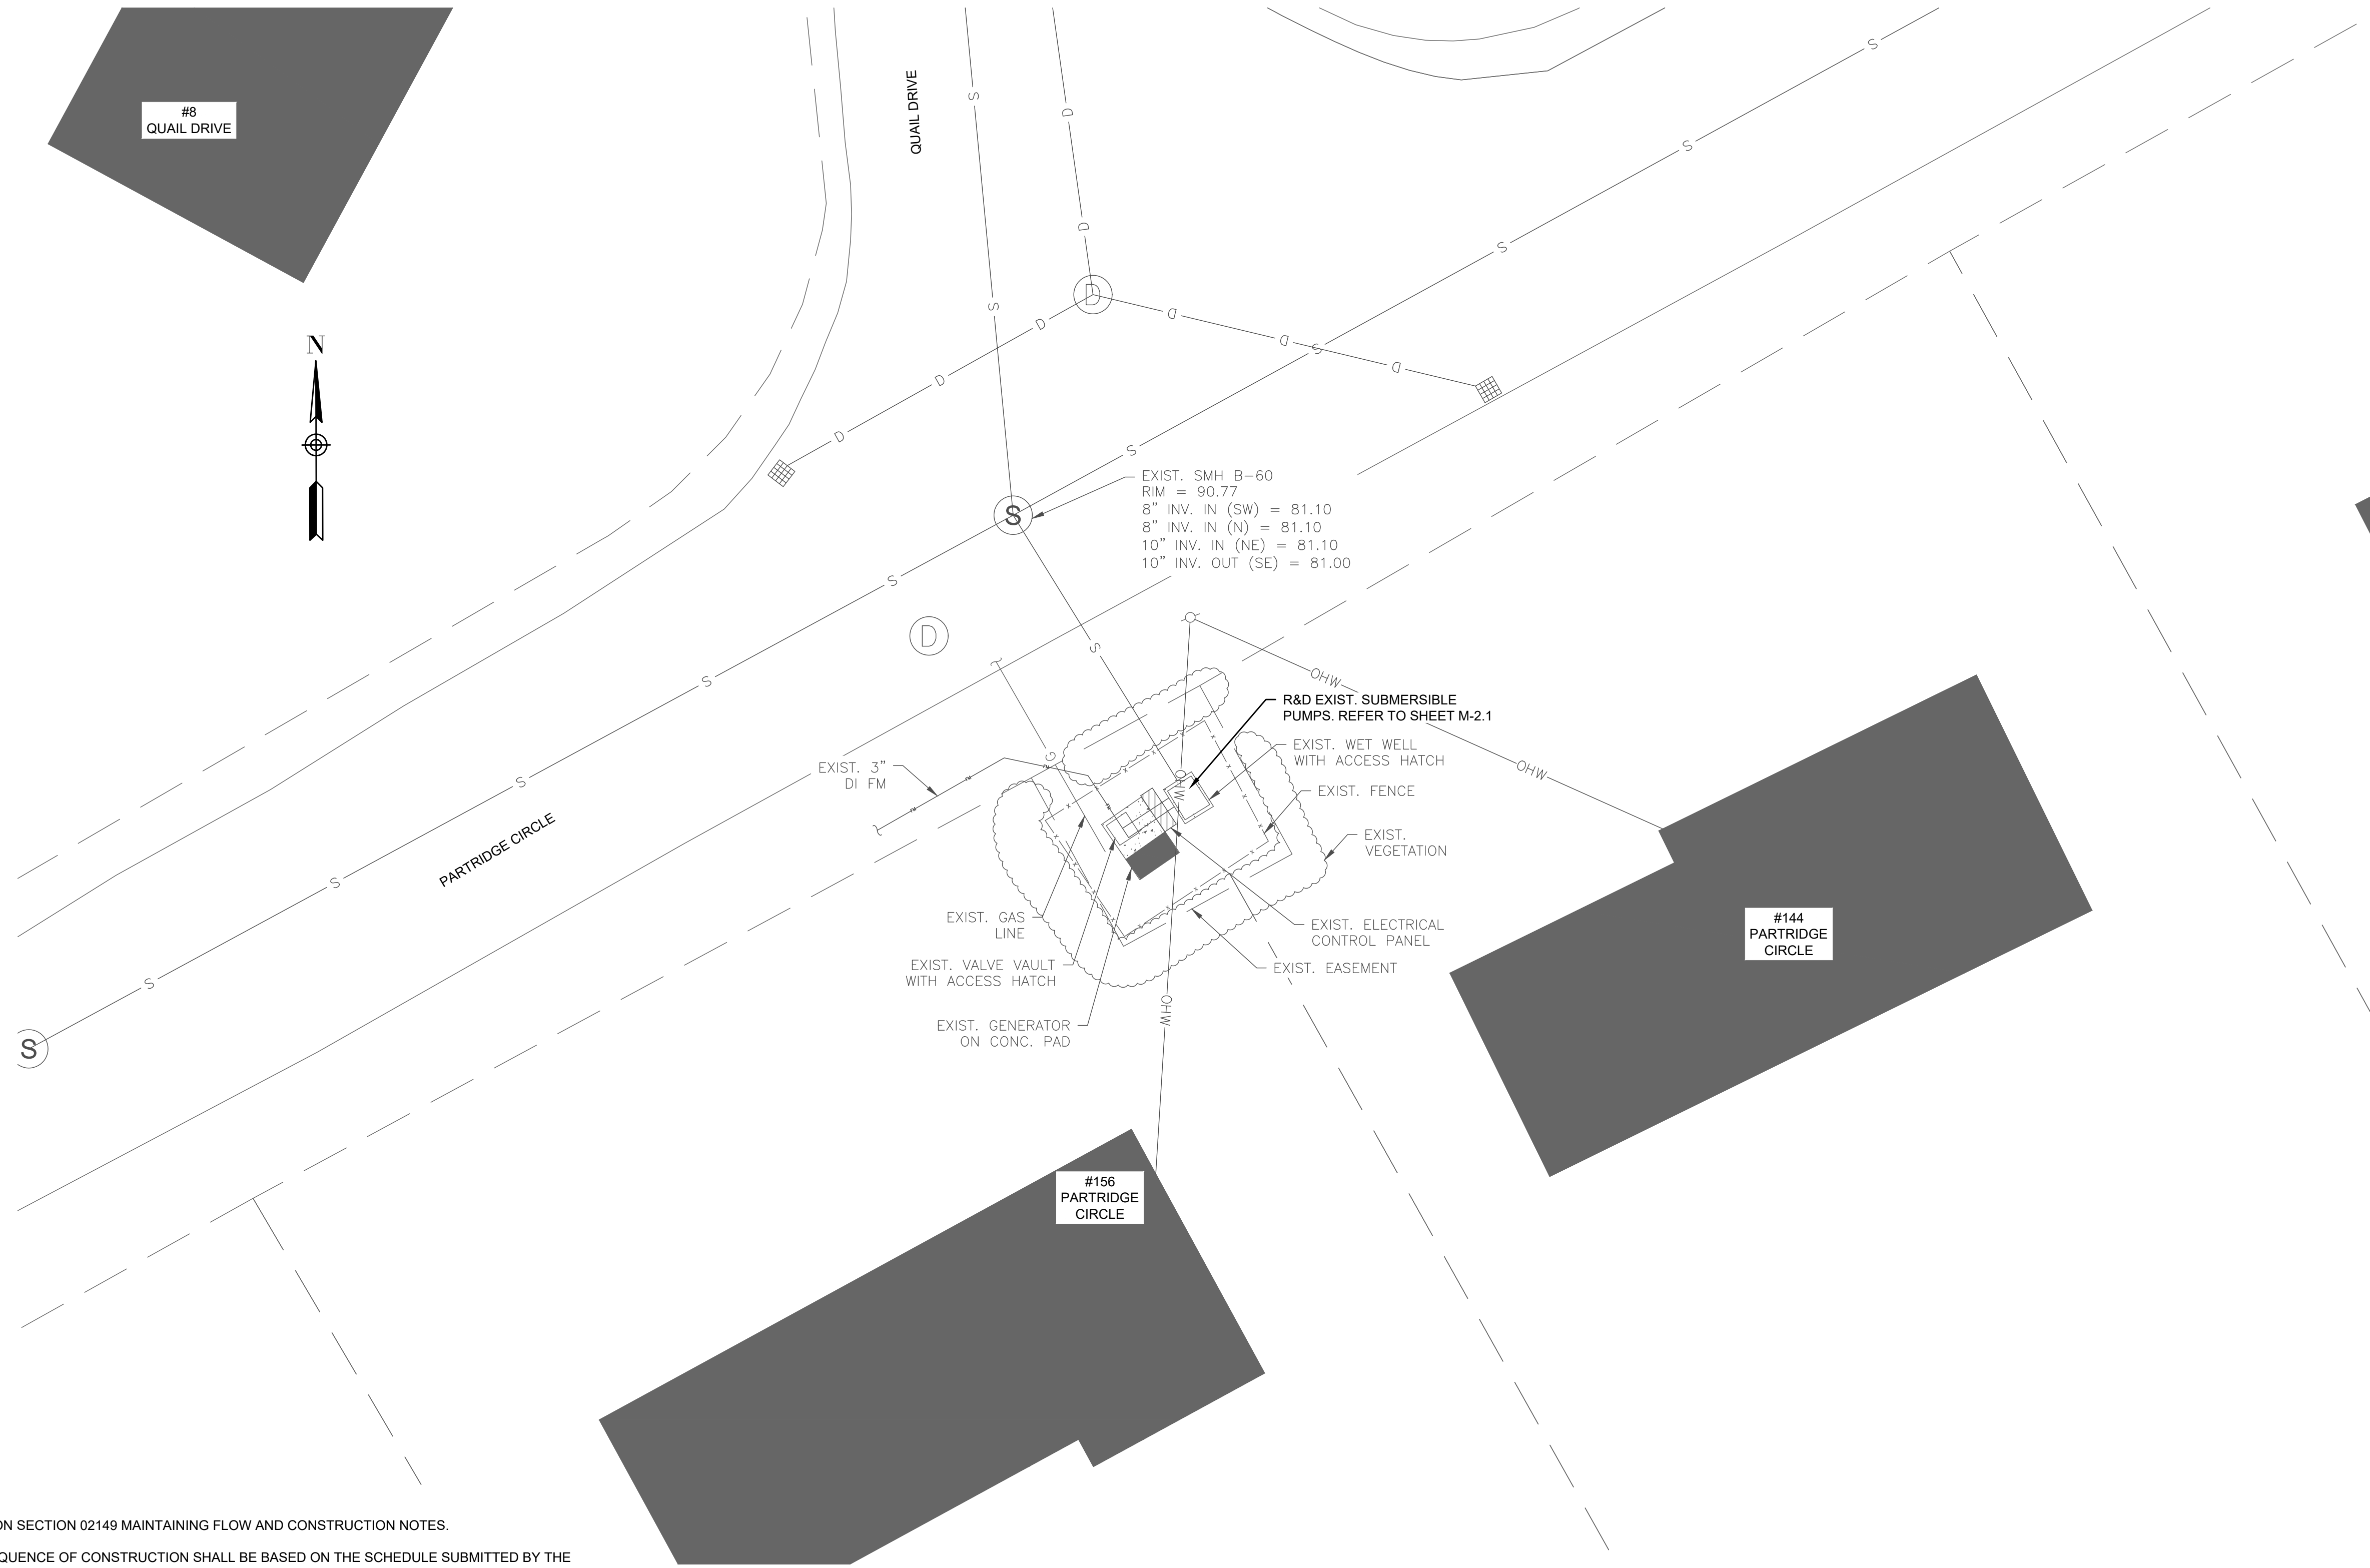 #8
QUAIL DRIVE
QUAIL DRIVE
N
S
D
S
D
S
S
S
D
S
D
D
D
D
D
D
S
D
D
S
S
EXIST. SMH B-60
RIM = 90.77
8" INV. IN (SW) = 81.10
8" INV. IN (N) = 81.10
10" INV. IN (NE) = 81.10
10" INV. OUT (SE) = 81.00
S
D
S
S
OHW
R&D EXIST. SUBMERSIBLE
PUMPS. REFER TO SHEET M-2.1
EXIST. WET WELL
WITH ACCESS HATCH
G
OHW
OHW
EXIST. 3"
DI FM
EXIST. FENCE
S
PARTRIDGE CIRCLE
EXIST.
VEGETATION
S
EXIST. GAS
LINE
EXIST. ELECTRICAL
CONTROL PANEL
#144
PARTRIDGE
CIRCLE
EXIST. VALVE VAULT
WITH ACCESS HATCH
EXIST. EASEMENT
S
OHW
EXIST. GENERATOR
ON CONC. PAD
S
#156
PARTRIDGE
CIRCLE
ON SECTION 02149 MAINTAINING FLOW AND CONSTRUCTION NOTES.
QUENCE OF CONSTRUCTION SHALL BE BASED ON THE SCHEDULE SUBMITTED BY THE